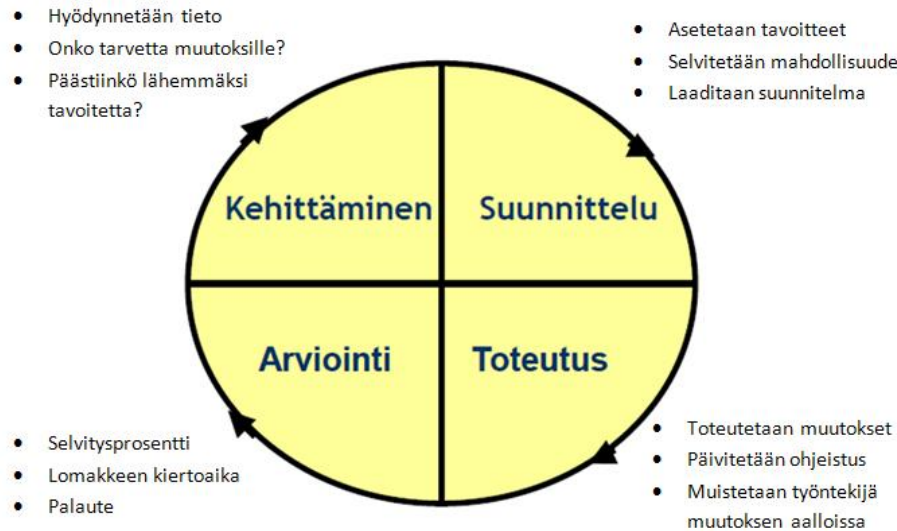 • Hyödynnetään tieto
• Onko tarvetta muutoksille?
• Päästiinkö lähemmäksi
tavoitetta?
• Asetetaan tavoitteet
• Selvitetään mahdollisuude
• Laaditaan suunnitelma
Kehittäminen
Suunnittelu
Arviointi
Toteutus
• Selvitysprosentti
• Lomakkeen kiertoaika
• Palaute
• Toteutetaan muutokset
• Päivitetään ohjeistus
• Muistetaan työntekijä
muutoksen aalloissa